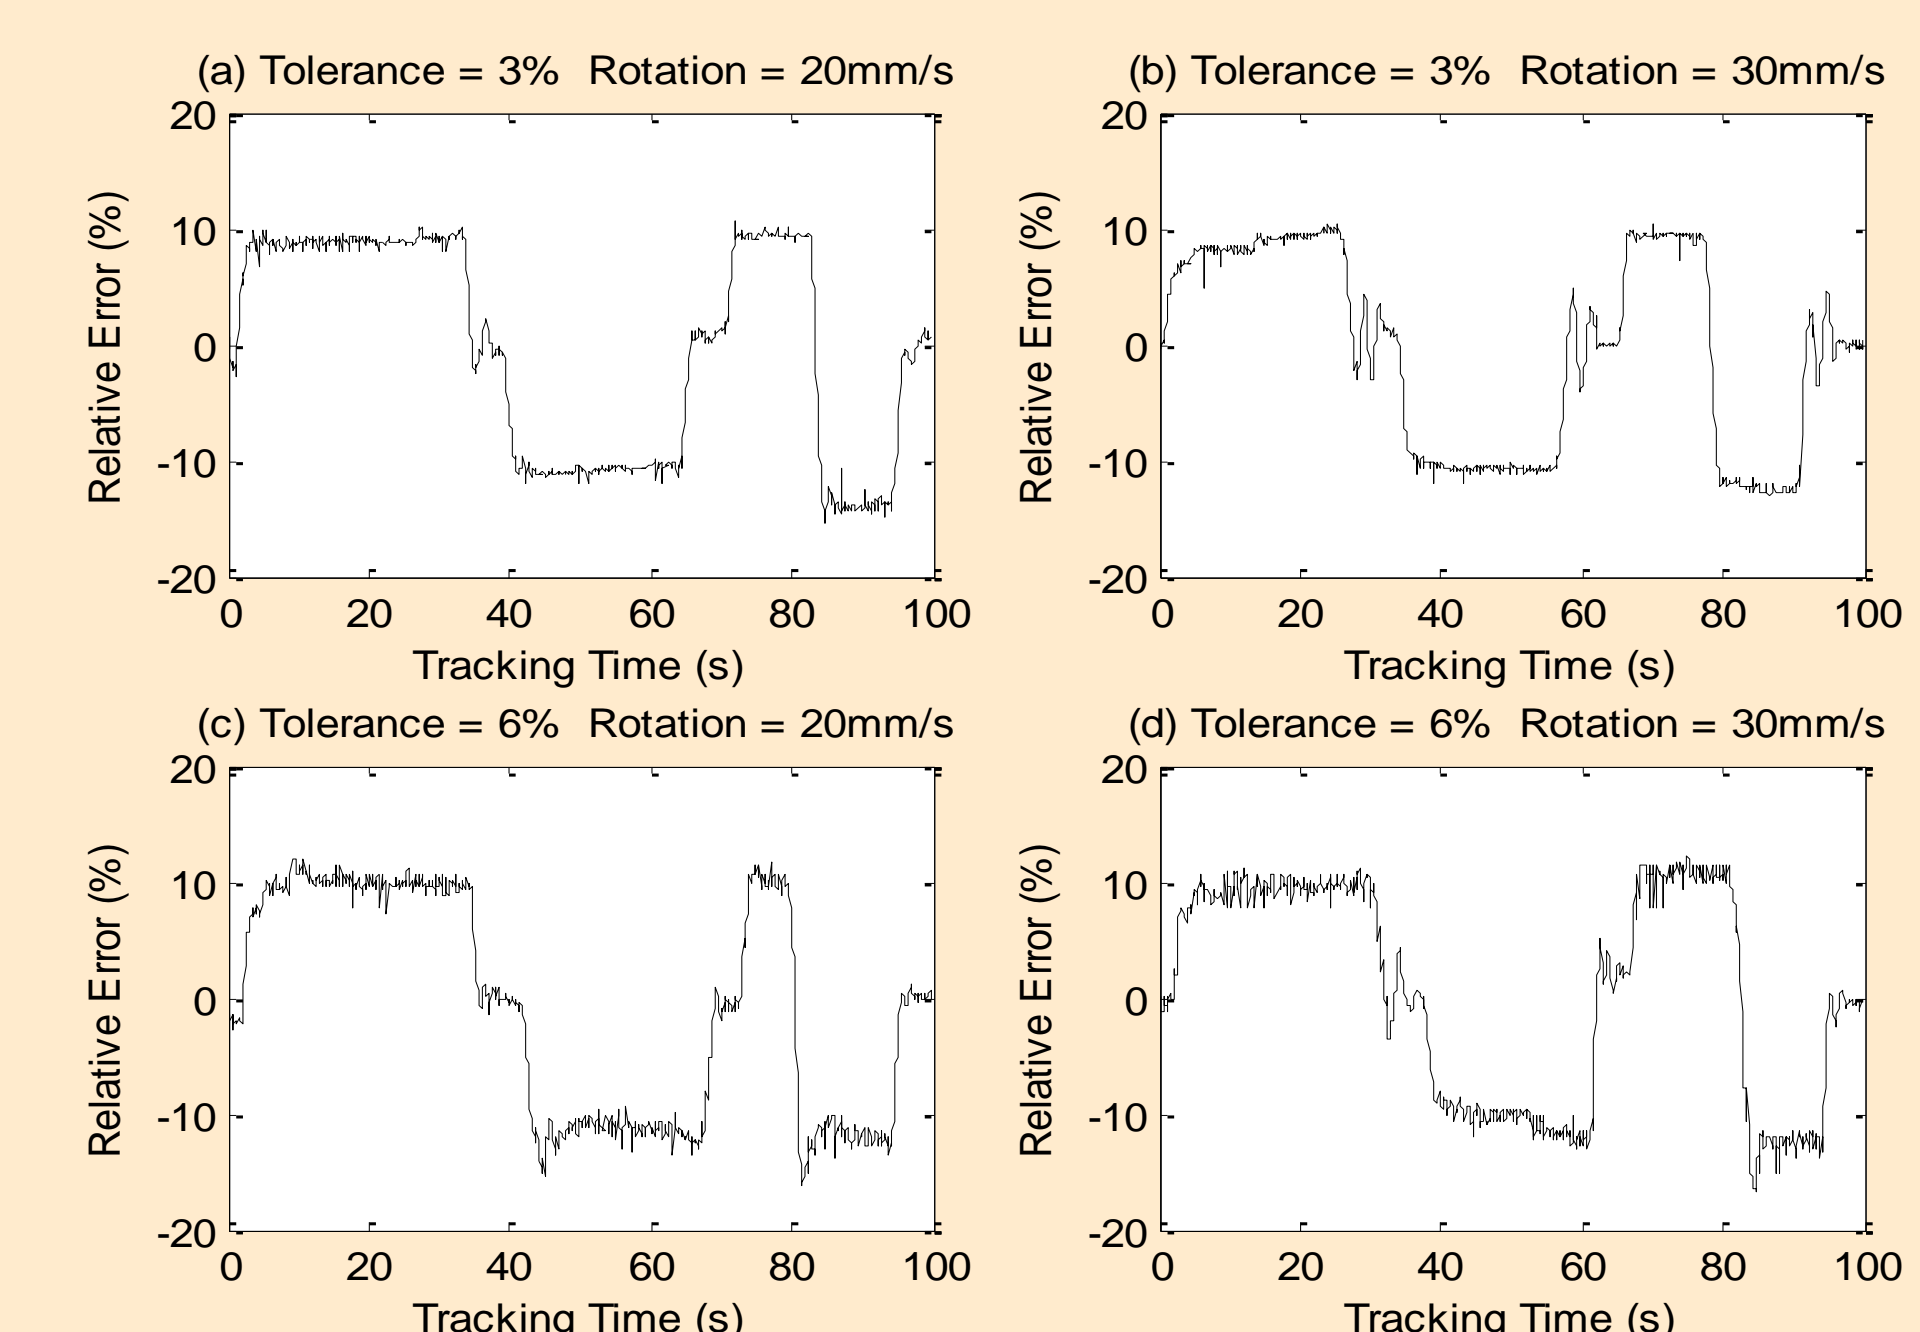 (a) Tolerance = 3%  Rotation = 20mm/s
20
10
0
-10
-20
Relative Error (%)
0 20 40 60 80 100
Tracking Time (s)
(b) Tolerance = 3%  Rotation = 30mm/s
20
10
0
-10
-20
Relative Error (%)
0 20 40 60 80 100
Tracking Time (s)
(c) Tolerance = 6%  Rotation = 20mm/s
20
10
0
-10
-20
Relative Error (%)
0 20 40 60 80 100
Tracking Time (s)
(d) Tolerance = 6%  Rotation = 30mm/s
20
10
0
-10
-20
Relative Error (%)
0 20 40 60 80 100
Tracking Time (s)